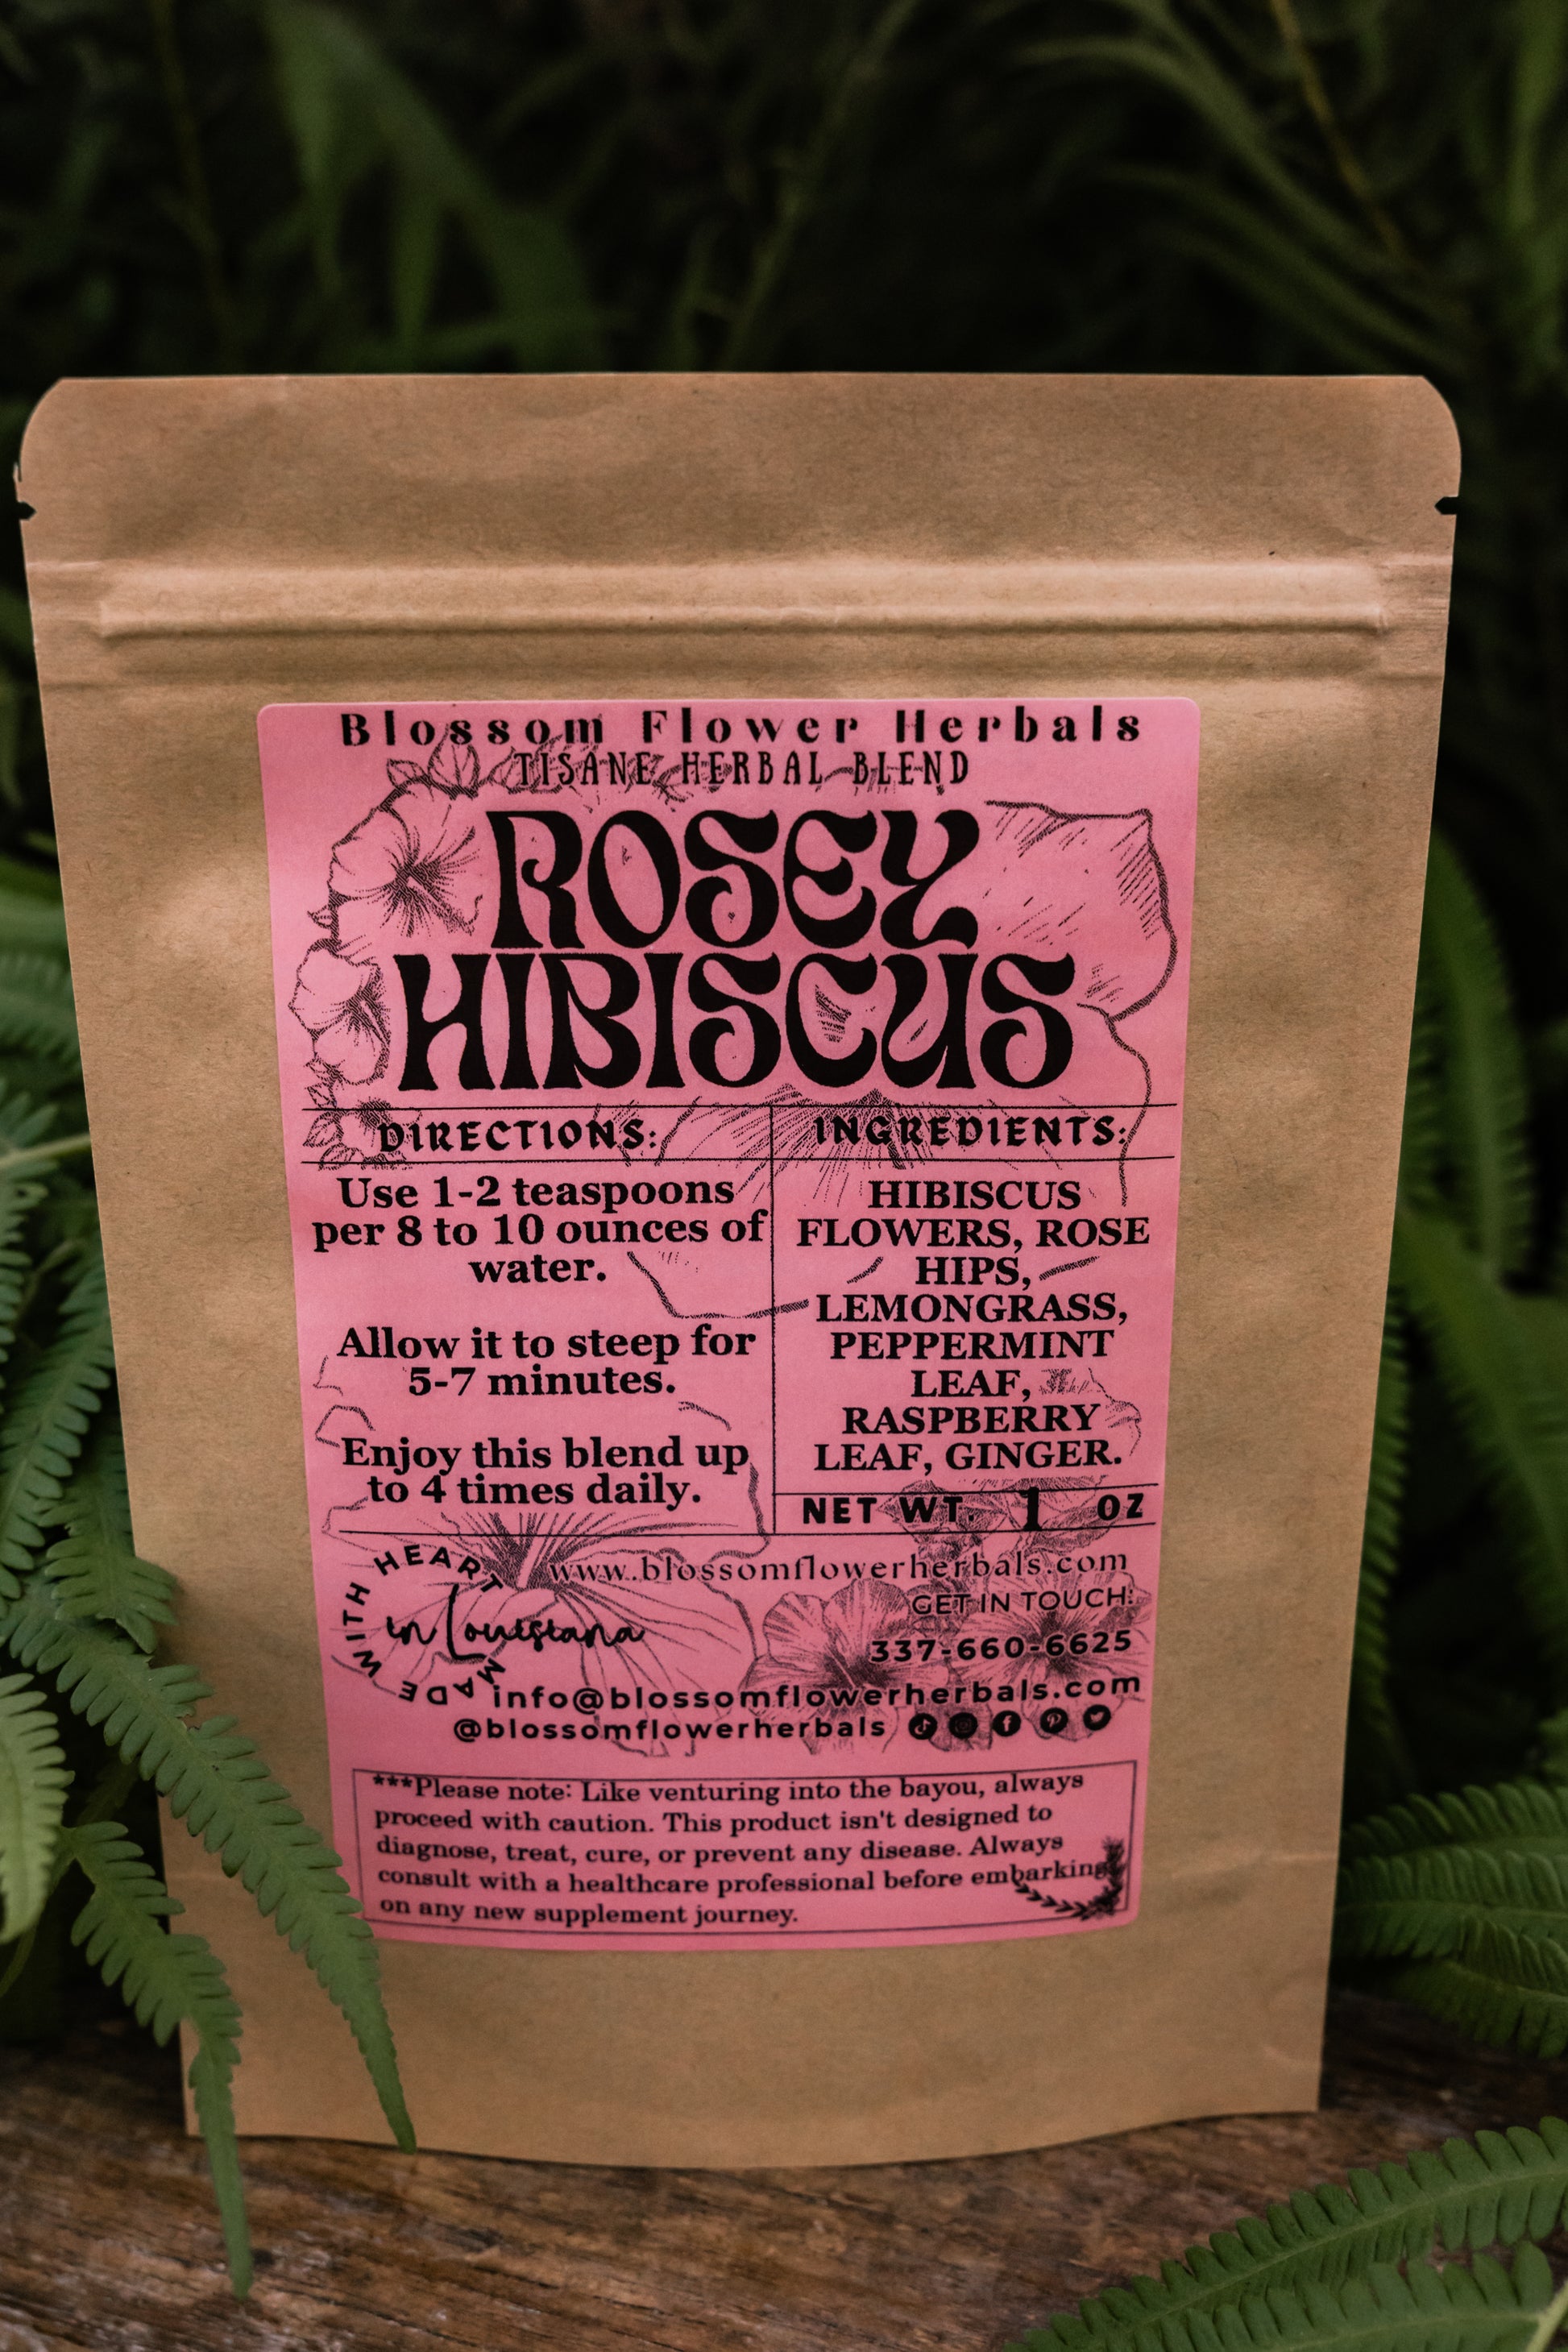 Blossom Flower Herbals
TISANE HERBAL BLEND
ROSEY
HIBISCUS
DIRECTIONS:
Use 1-2 teaspoons
per 8 to 10 ounces of
water.
Allow it to steep for
5-7 minutes.
Enjoy this blend up
to 4 times daily.
INGREDIENTS:
HIBISCUS
FLOWERS, ROSE
HIPS,
LEMONGRASS,
PEPPERMINT
LEAF,
RASPBERRY
LEAF, GINGER.
NET WT. 1 OZ
MADE WITH HEART
in Louisiana
www.blossomflowerherbals.com
GET IN TOUCH:
337-660-6625
info@blossomflowerherbals.com
@blossomflowerherbals
***Please note: Like venturing into the bayou, always
proceed with caution. This product isn't designed to
diagnose, treat, cure, or prevent any disease. Always
consult with a healthcare professional before embarking
on any new supplement journey.